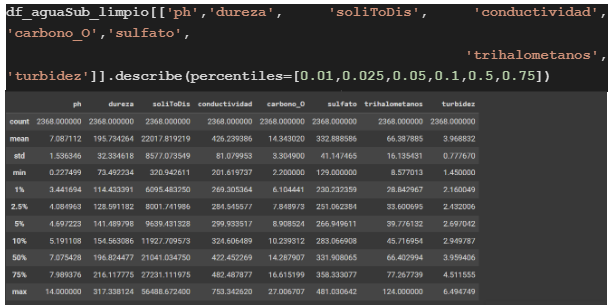 df_aguaSub_limpio[['ph','dureza', 'soliToDis', 'conductividad',
'carbono_O','sulfato',
'trihalometanos',
'turbidez']].describe(percentiles=[0.01,0.025,0.05,0.1,0.5,0.75])
ph dureza soliToDis conductividad carbono_O sulfato trihalometanos turbidez
count 2368.000000 2368.000000 2368.000000 2368.000000 2368.000000 2368.000000 2368.000000 2368.000000
mean 7.087112 195.734264 22017.819219 426.239386 14.343020 332.888586 66.387885 3.968832
std 1.536346 32.334618 8577.073549 81.079953 3.304900 41.147465 16.135431 0.777670
min 0.227499 73.492234 320.942611 201.619737 2.200000 129.000000 8.577013 1.450000
1% 3.441694 114.433391 6095.483250 269.305364 6.104441 230.232359 28.842967 2.160049
2.5% 4.084963 128.591182 8001.741986 284.545577 7.848973 251.062384 33.600695 2.432006
5% 4.697223 141.489798 9639.431328 299.933517 8.908524 266.949611 39.776132 2.697042
10% 5.191108 154.563086 11927.709573 324.606489 10.239312 283.066908 45.716954 2.949787
50% 7.075428 196.824477 21041.034750 422.452269 14.287907 331.908065 66.402994 3.959406
75% 7.989376 216.117775 27231.111975 482.487877 16.615199 358.333077 77.267739 4.511555
max 14.000000 317.338124 56488.672400 753.342620 27.006707 481.030642 124.000000 6.494749